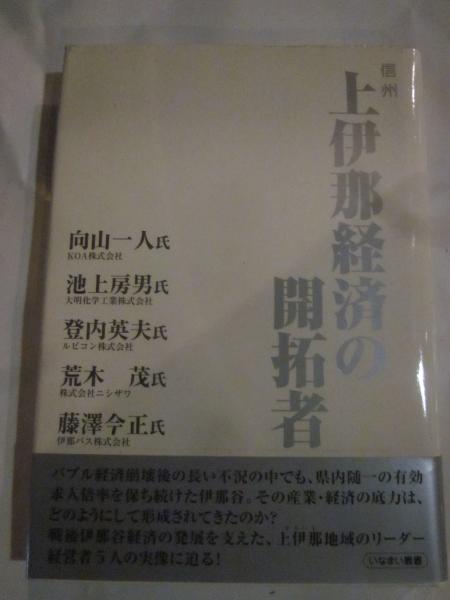 信州
上伊那経済の
開拓者
向山一人氏
KOA株式会社
池上房男氏
大明化学工業株式会社
登内英夫氏
ルビコン株式会社
荒木　茂氏
株式会社ニシザワ
藤澤今正氏
伊那バス株式会社
バブル経済崩壊後の長い不況の中でも、県内随一の有効
求人倍率を保ち続けた伊那谷。その産業・経済の底力は、
どのようにして形成されてきたのか?
戦後伊那谷経済の発展を支えた、上伊那地域のリーダー
経営者5人の実像に迫る!
いなまい叢書